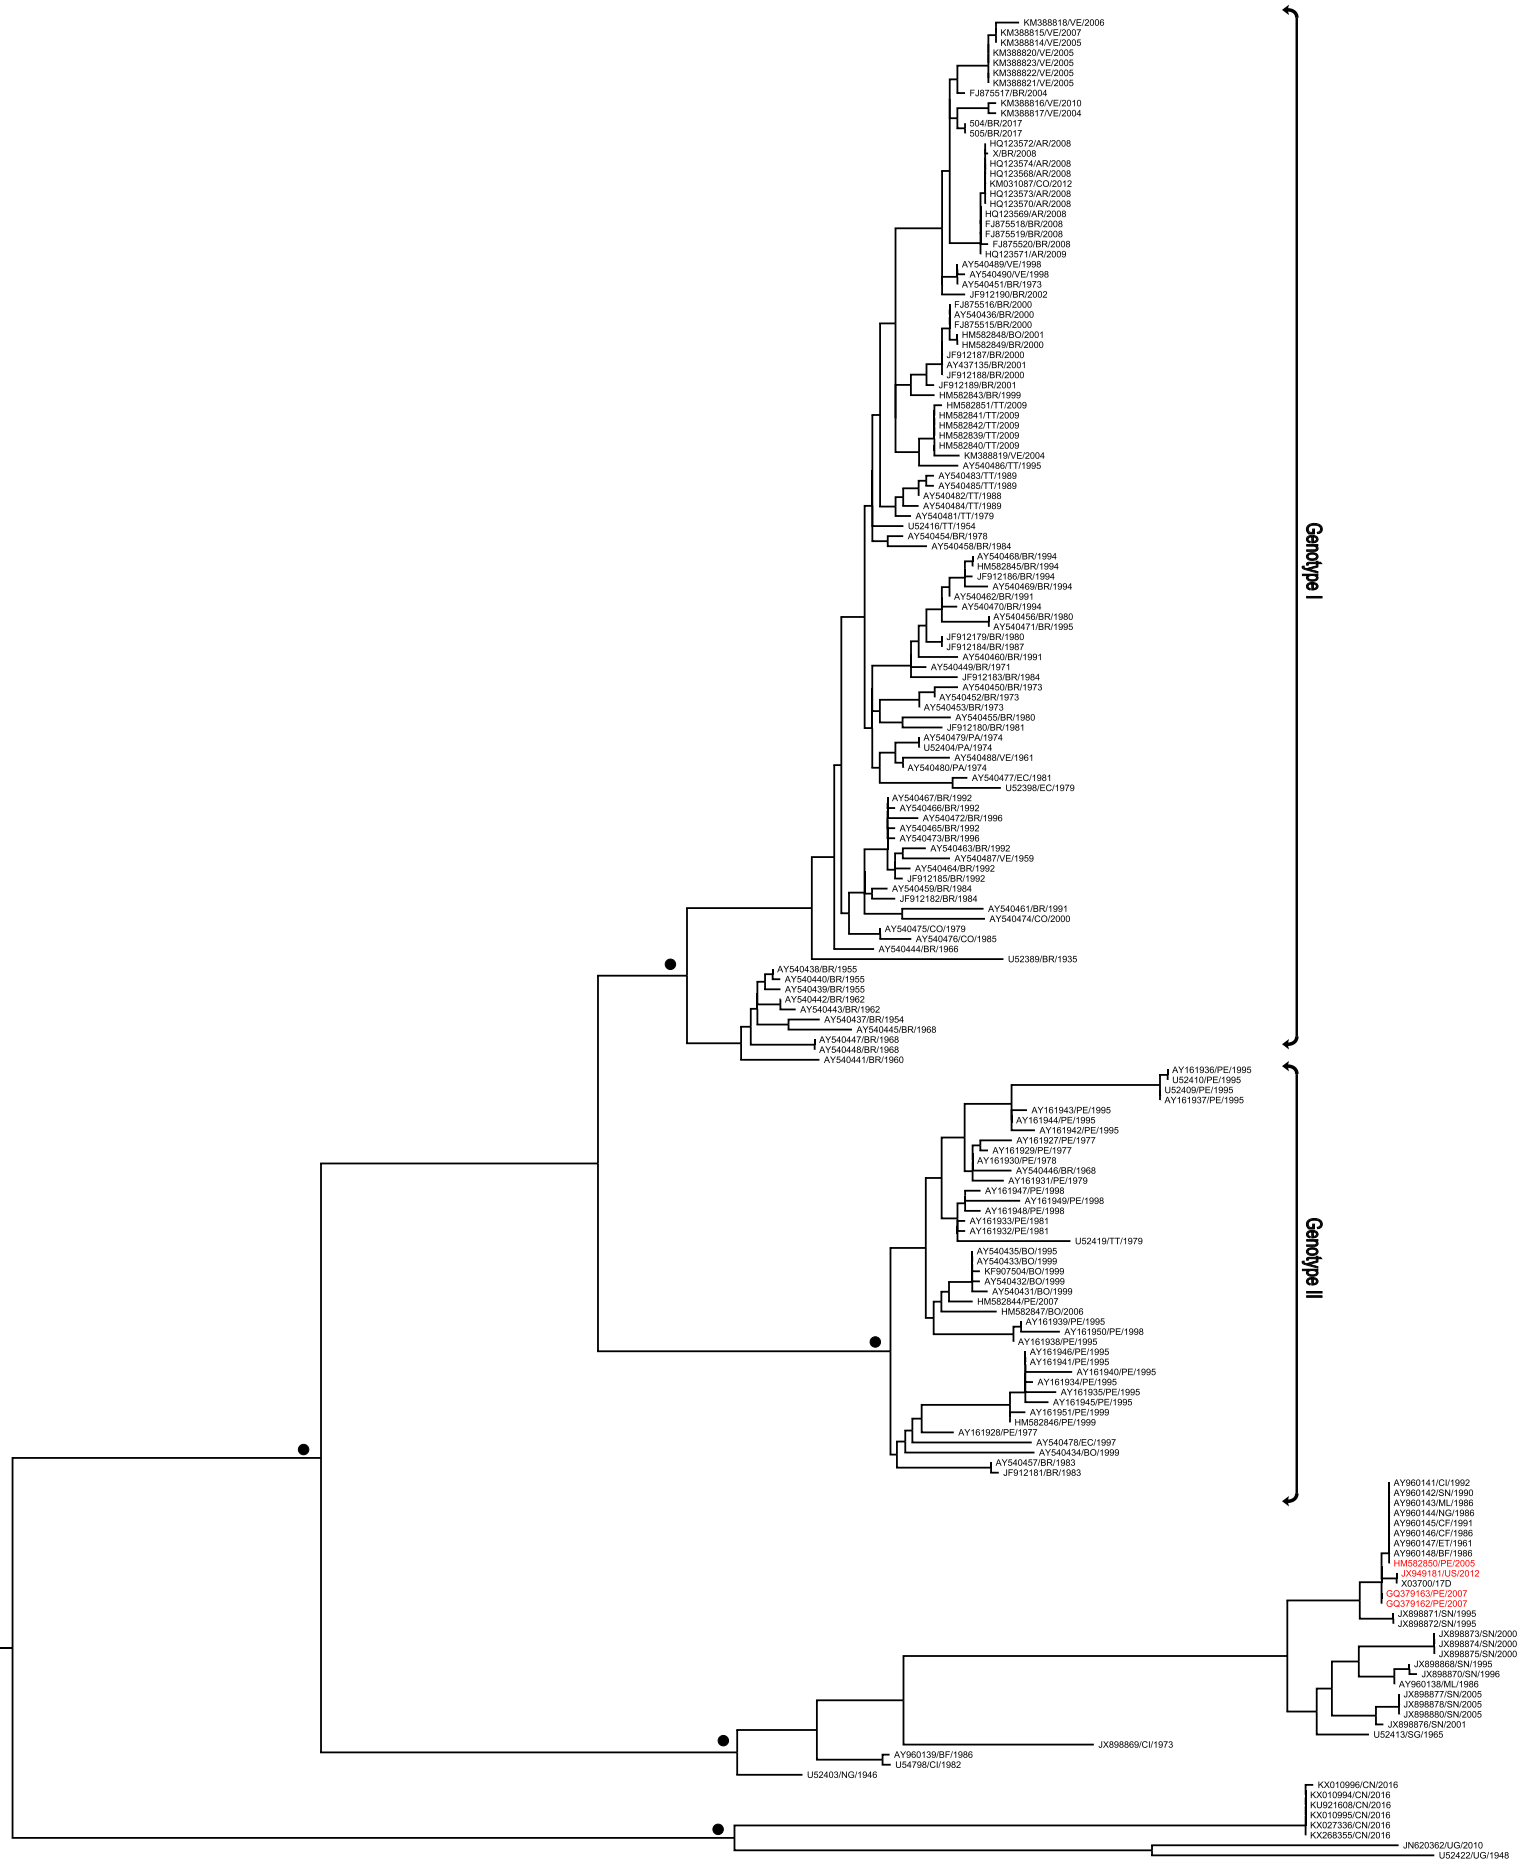 KM388818/VE/2006
KM388815/VE/2007
KM388814/VE/2005
KM388820/VE/2005
KM388823/VE/2005
KM388822/VE/2005
KM388821/VE/2005
FJ875517/BR/2004
KM388816/VE/2010
KM388817/VE/2004
504/BR/2017
505/BR/2017
HQ123572/AR/2008
X/BR/2008
HQ123574/AR/2008
HQ123568/AR/2008
KM031087/CO/2012
HQ123573/AR/2008
HQ123570/AR/2008
HQ123569/AR/2008
FJ875518/BR/2008
FJ875519/BR/2008
FJ875520/BR/2008
HQ123571/AR/2009
AY540489/VE/1998
AY540490/VE/1998
AY540451/BR/1973
JF912190/BR/2002
FJ875516/BR/2000
AY540436/BR/2000
FJ875515/BR/2000
HM582848/BO/2001
HM582849/BR/2000
JF912187/BR/2000
AY437135/BR/2001
JF912188/BR/2000
JF912189/BR/2001
HM582843/BR/1999
HM582851/TT/2009
HM582841/TT/2009
HM582842/TT/2009
HM582839/TT/2009
HM582840/TT/2009
KM388819/VE/2004
AY540486/TT/1995
AY540483/TT/1989
AY540485/TT/1989
AY540482/TT/1988
AY540484/TT/1989
AY540481/TT/1979
U52416/TT/1954
AY540454/BR/1978
AY540458/BR/1984
AY540468/BR/1994
HM582845/BR/1994
JF912186/BR/1994
AY540469/BR/1994
AY540462/BR/1991
AY540470/BR/1994
AY540456/BR/1980
AY540471/BR/1995
JF912179/BR/1980
JF912184/BR/1987
AY540460/BR/1991
AY540449/BR/1971
JF912183/BR/1984
AY540450/BR/1973
AY540452/BR/1973
AY540453/BR/1973
AY540455/BR/1980
JF912180/BR/1981
AY540479/PA/1974
U52404/PA/1974
AY540488/VE/1961
AY540480/PA/1974
AY540477/EC/1981
U52398/EC/1979
AY540467/BR/1992
AY540466/BR/1992
AY540472/BR/1996
AY540465/BR/1992
AY540473/BR/1996
AY540463/BR/1992
AY540487/VE/1959
AY540464/BR/1992
JF912185/BR/1992
AY540459/BR/1984
JF912182/BR/1984
AY540461/BR/1991
AY540474/CO/2000
AY540475/CO/1979
AY540476/CO/1985
AY540444/BR/1966
U52389/BR/1935
AY540438/BR/1955
AY540440/BR/1955
AY540439/BR/1955
AY540442/BR/1962
AY540443/BR/1962
AY540437/BR/1954
AY540445/BR/1968
AY540447/BR/1968
AY540448/BR/1968
AY540441/BR/1960
Genotype I
AY161936/PE/1995
U52410/PE/1995
U52409/PE/1995
AY161937/PE/1995
AY161943/PE/1995
AY161944/PE/1995
AY161942/PE/1995
AY161927/PE/1977
AY161929/PE/1977
AY161930/PE/1978
AY540446/BR/1968
AY161931/PE/1979
AY161947/PE/1998
AY161949/PE/1998
AY161948/PE/1998
AY161933/PE/1981
AY161932/PE/1981
U52419/TT/1979
AY540435/BO/1995
AY540433/BO/1999
KF907504/BO/1999
AY540432/BO/1999
AY540431/BO/1999
HM582844/PE/2007
HM582847/BO/2006
AY161939/PE/1995
AY161950/PE/1998
AY161938/PE/1995
AY161946/PE/1995
AY161941/PE/1995
AY161940/PE/1995
AY161934/PE/1995
AY161935/PE/1995
AY161945/PE/1995
AY161951/PE/1999
HM582846/PE/1999
AY161928/PE/1977
AY540478/EC/1997
AY540434/BO/1999
AY540457/BR/1983
JF912181/BR/1983
Genotype II
AY960141/CI/1992
AY960142/SN/1990
AY960143/ML/1986
AY960144/NG/1986
AY960145/CF/1991
AY960146/CF/1986
AY960147/ET/1961
AY960148/BF/1986
HM582850/PE/2005
JX949181/US/2012
X03700/17D
GQ379163/PE/2007
GQ379162/PE/2007
JX898871/SN/1995
JX898872/SN/1995
JX898873/SN/2000
JX898874/SN/2000
JX898875/SN/2000
JX898868/SN/1995
JX898870/SN/1996
AY960138/ML/1986
JX898877/SN/2005
JX898878/SN/2005
JX898880/SN/2005
JX898876/SN/2001
U52413/SG/1965
JX898869/CI/1973
AY960139/BF/1986
U54798/CI/1982
U52403/NG/1946
KX010996/CN/2016
KX010994/CN/2016
KU921608/CN/2016
KX010995/CN/2016
KX027336/CN/2016
KX268355/CN/2016
JN620362/UG/2010
U52422/UG/1948